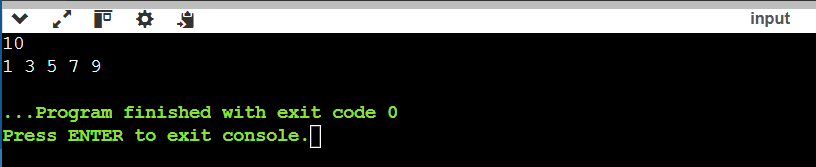 input
10
1 3 5 7 9
...Program finished with exit code 0
Press ENTER to exit console.